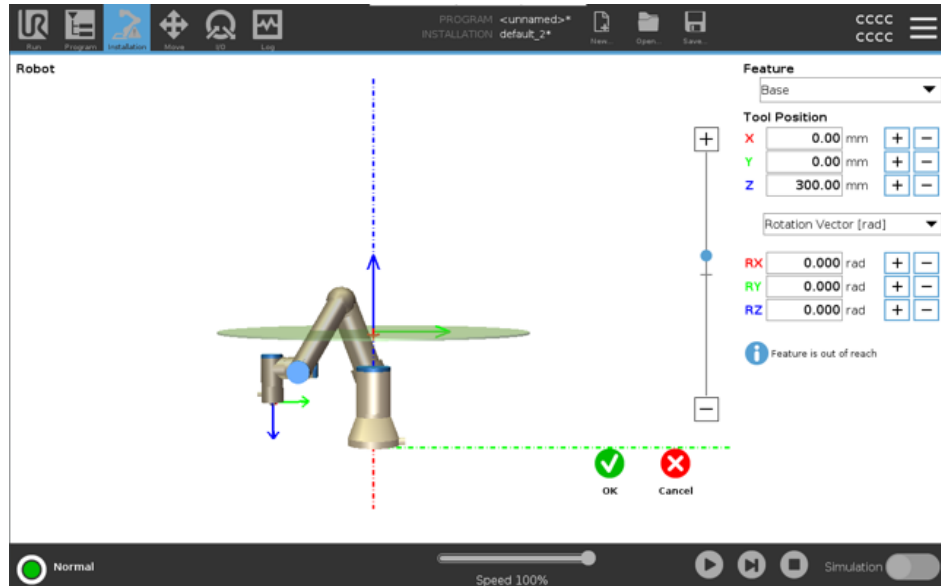 PROGRAM <unnamed>*
INSTALLATION default_2*
UR
Run
Program
Installation
Move
I/O
Log
New...
Open...
Save...
CCCC
CCCC
Robot
Feature
Base
Tool Position
X 0.00 mm + −
Y 0.00 mm + −
Z 300.00 mm + −
Rotation Vector [rad]
RX 0.000 rad + −
RY 0.000 rad + −
RZ 0.000 rad + −
Feature is out of reach
OK
Cancel
Normal
Speed 100%
Simulation